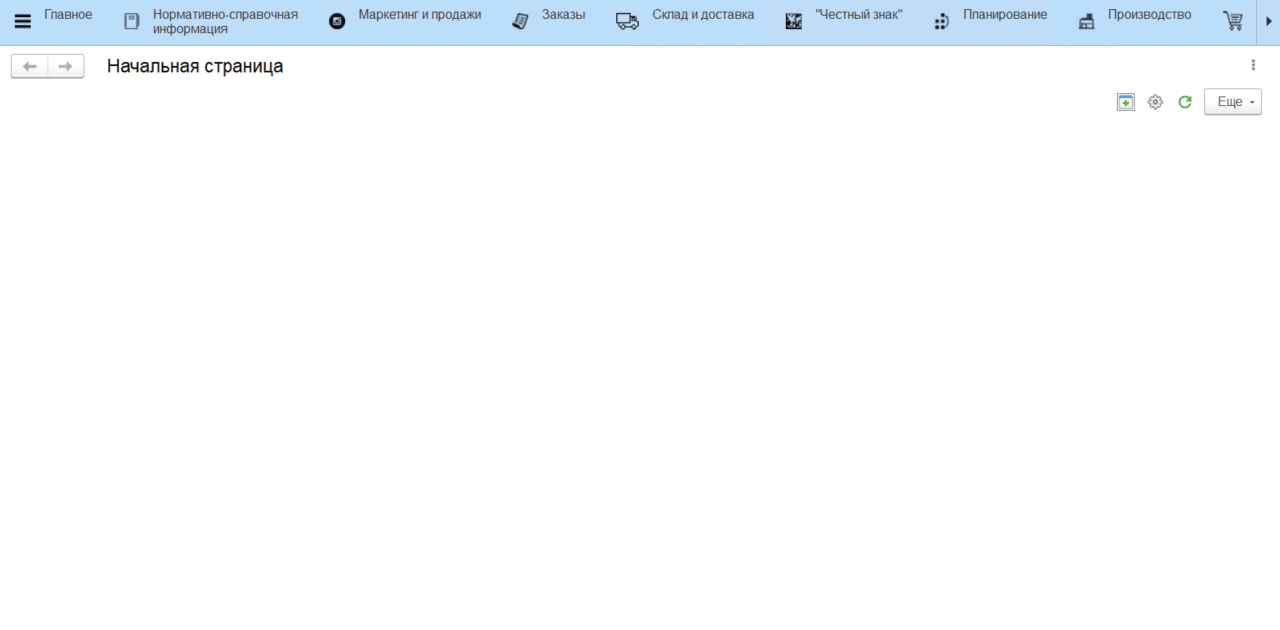 Главное
Нормативно-справочная
информация
Маркетинг и продажи
Заказы
Склад и доставка
"Честный знак"
Планирование
Производство
Начальная страница
Еще